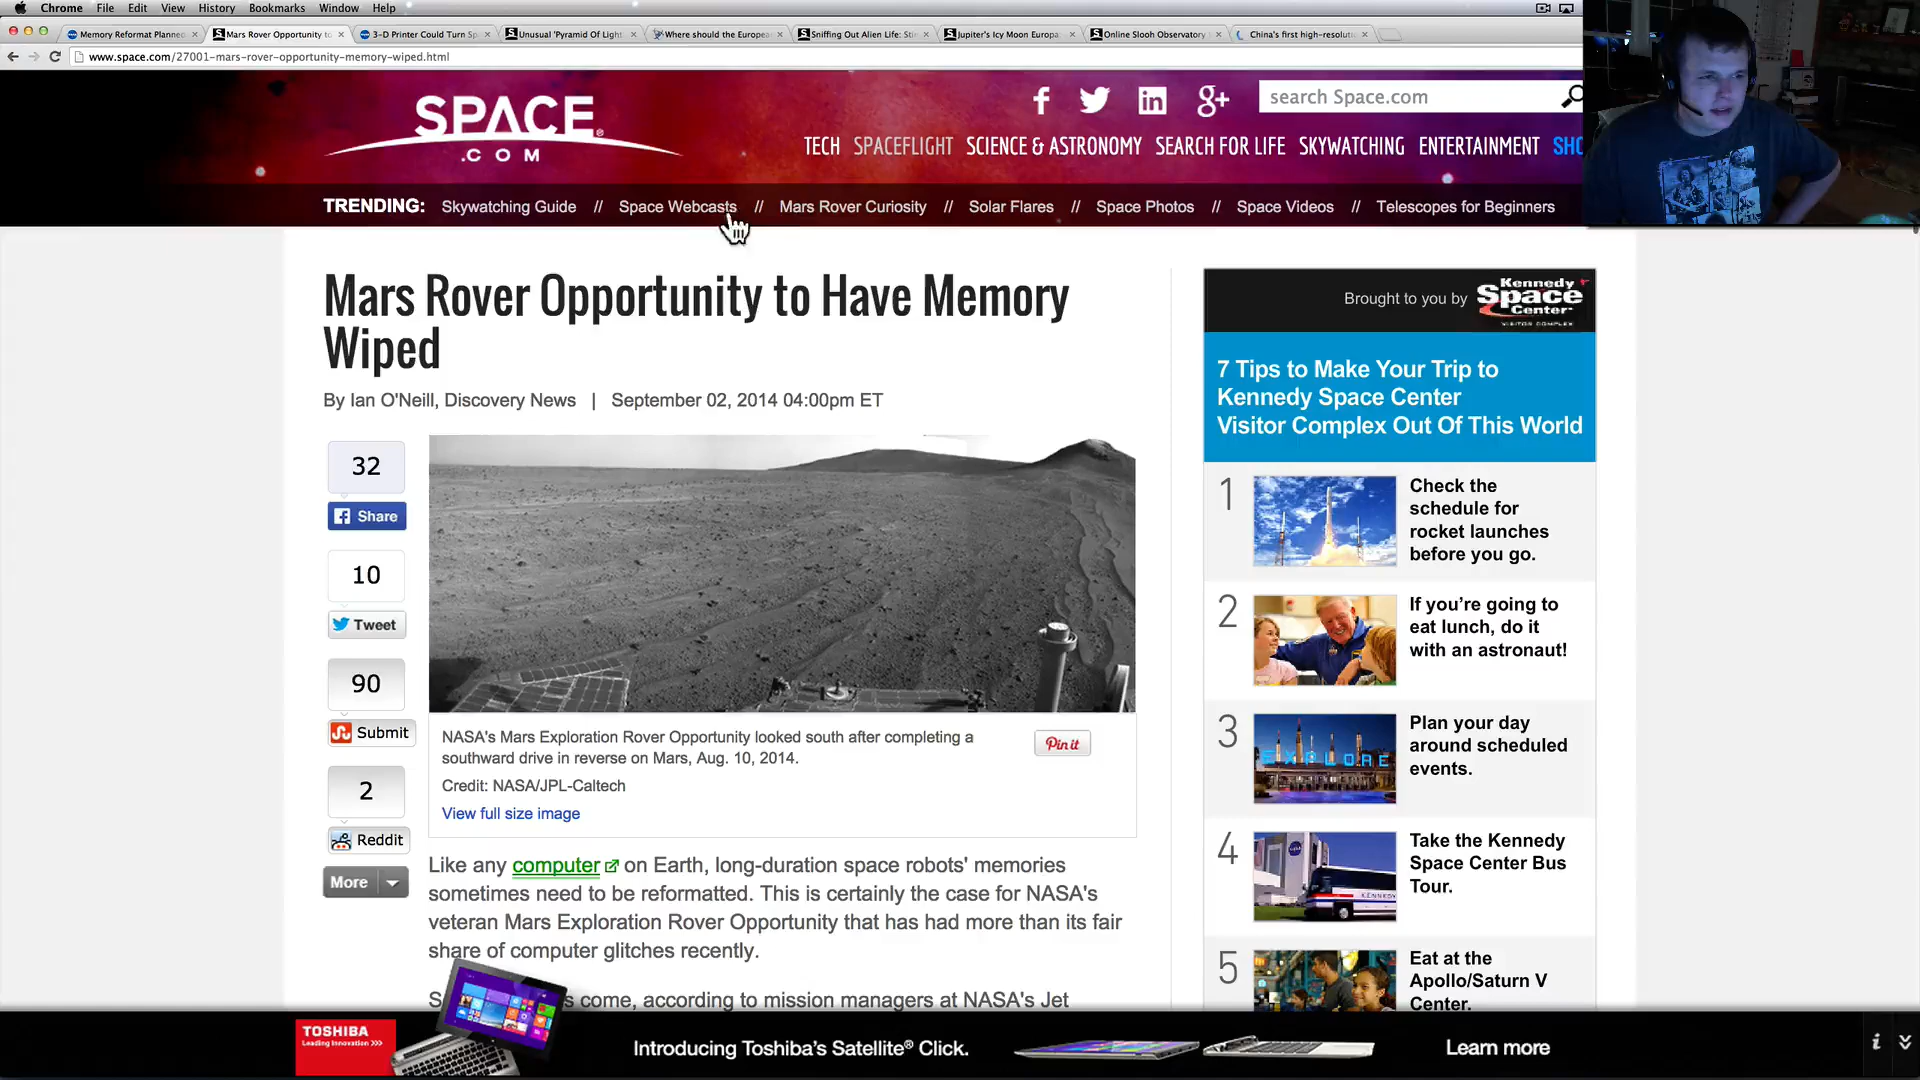 Chrome File Edit View History Bookmarks Window Help
Memory Reformat Planned
Mars Rover Opportunity to
3-D Printer Could Turn Sp
Unusual 'Pyramid Of Light
Where should the Europea
Sniffing Out Alien Life: Ste
Jupiter's Icy Moon Europa
Online Slooh Observatory
China's first high-resoluti
www.space.com/27001-mars-rover-opportunity-memory-wiped.html
SPACE
.COM
f in g+
search Space.com
TECH SPACEFLIGHT SCIENCE & ASTRONOMY SEARCH FOR LIFE SKYWATCHING ENTERTAINMENT SHO
TRENDING: Skywatching Guide // Space Webcasts // Mars Rover Curiosity // Solar Flares // Space Photos // Space Videos // Telescopes for Beginners
Mars Rover Opportunity to Have Memory
Wiped
By Ian O'Neill, Discovery News | September 02, 2014 04:00pm ET
32
Share
10
Tweet
90
Submit
2
Reddit
More
NASA's Mars Exploration Rover Opportunity looked south after completing a
southward drive in reverse on Mars, Aug. 10, 2014.
Credit: NASA/JPL-Caltech
View full size image
Pin it
Like any computer on Earth, long-duration space robots' memories
sometimes need to be reformatted. This is certainly the case for NASA's
veteran Mars Exploration Rover Opportunity that has had more than its fair
share of computer glitches recently.
come, according to mission managers at NASA's Jet
Brought to you by
Kennedy
Space
Center
VISITOR COMPLEX
7 Tips to Make Your Trip to
Kennedy Space Center
Visitor Complex Out Of This World
1
Check the
schedule for
rocket launches
before you go.
2
If you're going to
eat lunch, do it
with an astronaut!
3
EXPLORE
Plan your day
around scheduled
events.
4
Take the Kennedy
Space Center Bus
Tour.
5
Eat at the
Apollo/Saturn V
Center.
TOSHIBA
Leading Innovation >>>
Introducing Toshiba's Satellite® Click.
Learn more
i